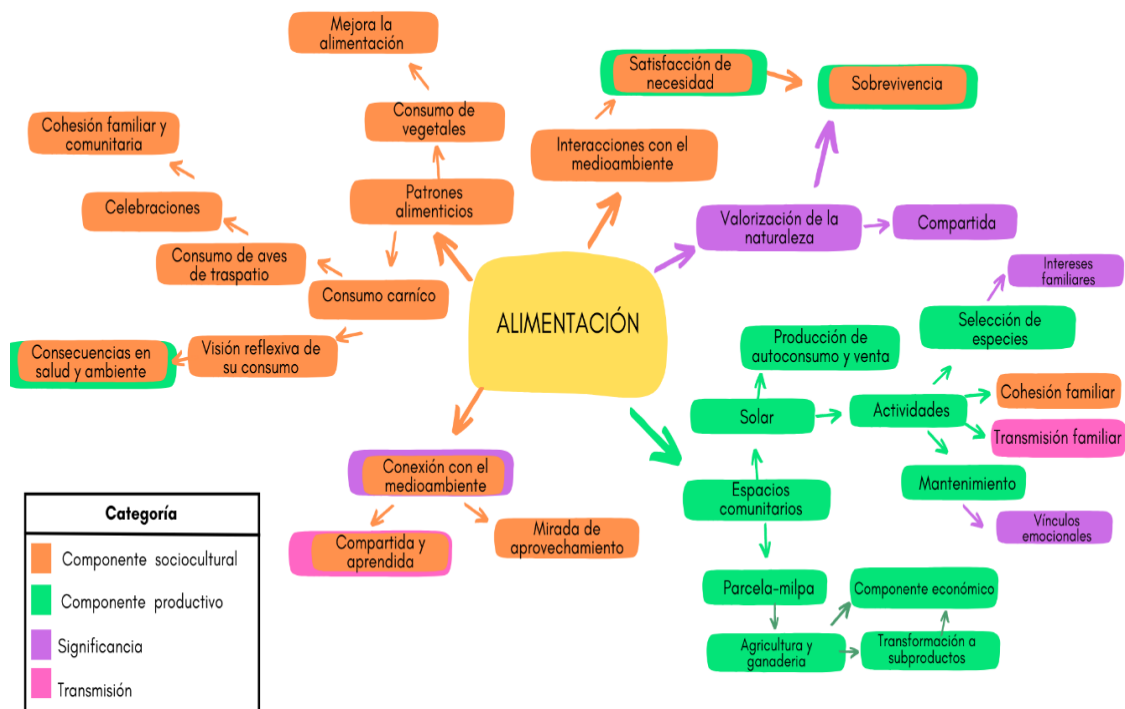 Mejora la
alimentación
Satisfacción de
necesidad
Sobrevivencia
Consumo de
vegetales
Cohesión familiar y
comunitaria
Interacciones con el
medioambiente
Patrones
alimenticios
Celebraciones
Valorización de la
naturaleza
Compartida
Consumo de aves
de traspatio
Intereses
familiares
Consumo carníco
ALIMENTACIÓN
Selección de
especies
Consecuencias en
salud y ambiente
Visión reflexiva de
su consumo
Producción de
autoconsumo y venta
Cohesión familiar
Solar
Actividades
Transmisión familiar
Conexión con el
medioambiente
Mantenimiento
Espacios
comunitarios
Vínculos
emocionales
Compartida y
aprendida
Mirada de
aprovechamiento
Parcela-milpa
Componente económico
Agricultura y
ganaderia
Transformación a
subproductos
Categoría
Componente sociocultural
Componente productivo
Significancia
Transmisión